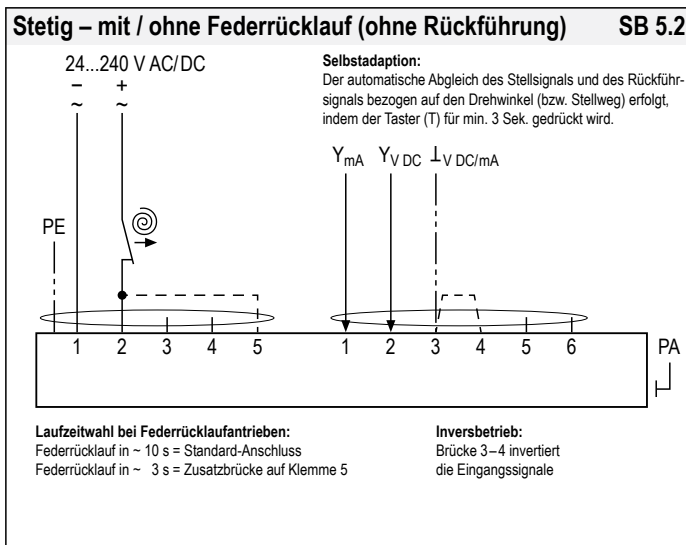 Stetig – mit / ohne Federrücklauf (ohne Rückführung) SB 5.2
24...240 V AC/DC
– +
~ ~
Selbstadaption:
Der automatische Abgleich des Stellsignals und des Rückführ-
signals bezogen auf den Drehwinkel (bzw. Stellweg) erfolgt,
indem der Taster (T) für min. 3 Sek. gedrückt wird.
YmA YV DC ⊥V DC/mA
PE
1 2 3 4 5 1 2 3 4 5 6 PA
Laufzeitwahl bei Federrücklaufantrieben:
Federrücklauf in ~ 10 s = Standard-Anschluss
Federrücklauf in ~ 3 s = Zusatzbrücke auf Klemme 5
Inversbetrieb:
Brücke 3–4 invertiert
die Eingangssignale